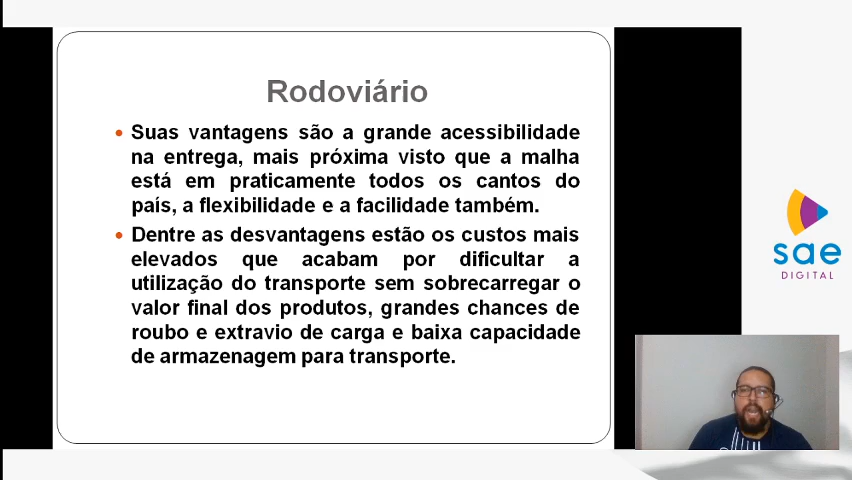 Rodoviário
• Suas vantagens são a grande acessibilidade
na entrega, mais próxima visto que a malha
está em praticamente todos os cantos do
país, a flexibilidade e a facilidade também.
• Dentre as desvantagens estão os custos mais
elevados que acabam por dificultar a
utilização do transporte sem sobrecarregar o
valor final dos produtos, grandes chances de
roubo e extravio de carga e baixa capacidade
de armazenagem para transporte.
sae
DIGITAL